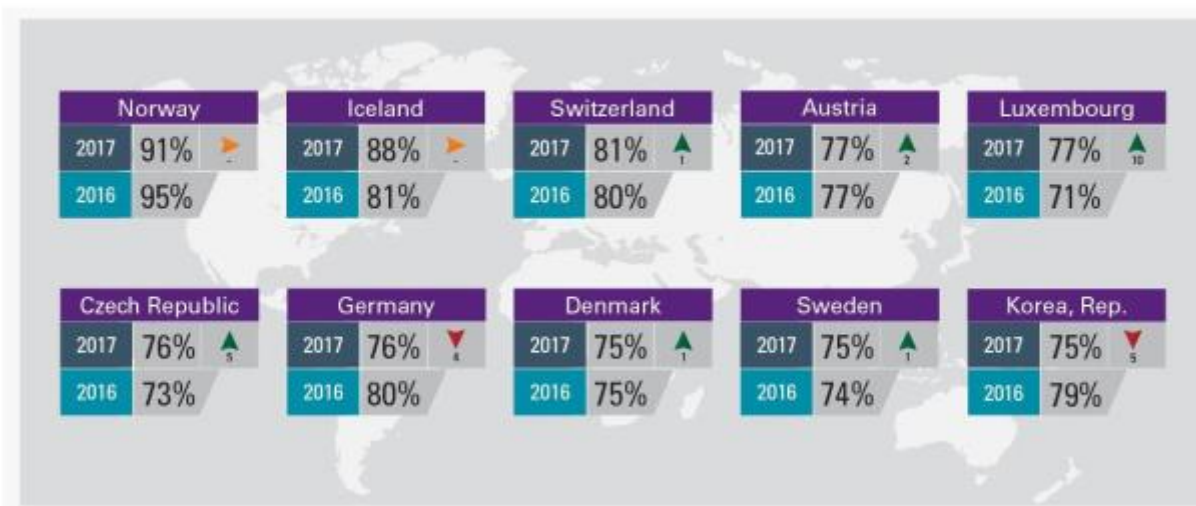 Norway
2017 91% -
2016 95%
Iceland
2017 88% -
2016 81%
Switzerland
2017 81% 1
2016 80%
Austria
2017 77% 2
2016 77%
Luxembourg
2017 77% 10
2016 71%
Czech Republic
2017 76% 5
2016 73%
Germany
2017 76% 4
2016 80%
Denmark
2017 75% 1
2016 75%
Sweden
2017 75% 1
2016 74%
Korea, Rep.
2017 75% 5
2016 79%